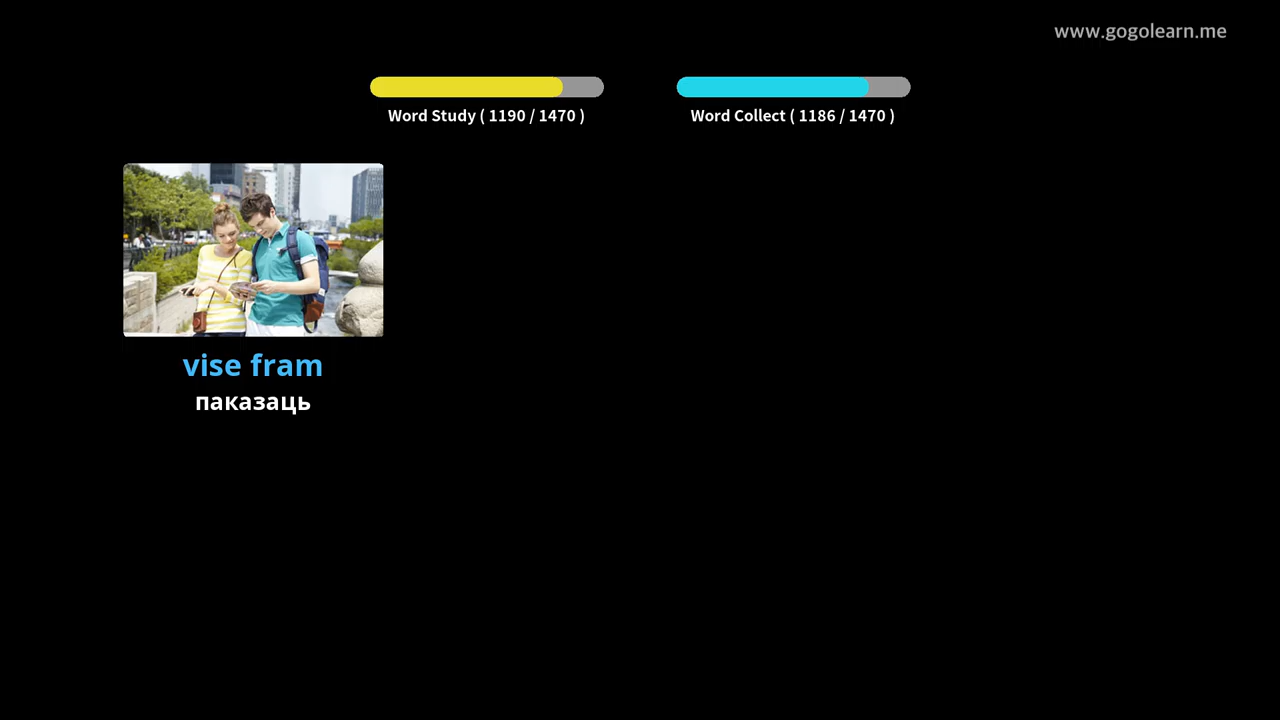 www.gogolearn.me
Word Study ( 1190 / 1470 )
Word Collect ( 1186 / 1470 )
vise fram
паказаць